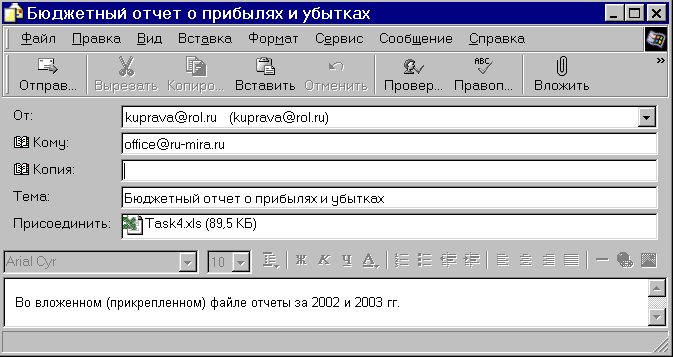 Бюджетный отчет о прибылях и убытках
Файл Правка Вид Вставка Формат Сервис Сообщение Справка
Отправ... Вырезать Копиро... Вставить Отменить Провер... Правоп... Вложить
От: kuprava@rol.ru (kuprava@rol.ru)
Кому: office@ru-mira.ru
Копия:
Тема: Бюджетный отчет о прибылях и убытках
Присоединить: Task4.xls (89,5 КБ)
Arial Cyr 10 Ж К Ч А
Во вложенном (прикрепленном) файле отчеты за 2002 и 2003 гг.